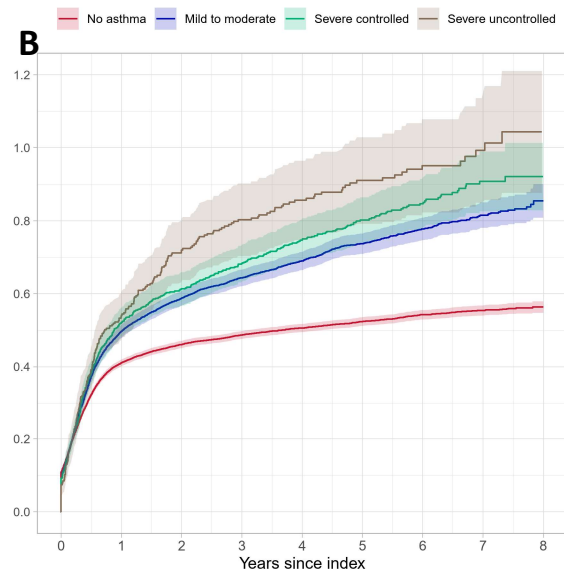 No asthma Mild to moderate Severe controlled Severe uncontrolled
B
1.2
1.0
0.8
0.6
0.4
0.2
0.0
0 1 2 3 4 5 6 7 8
Years since index